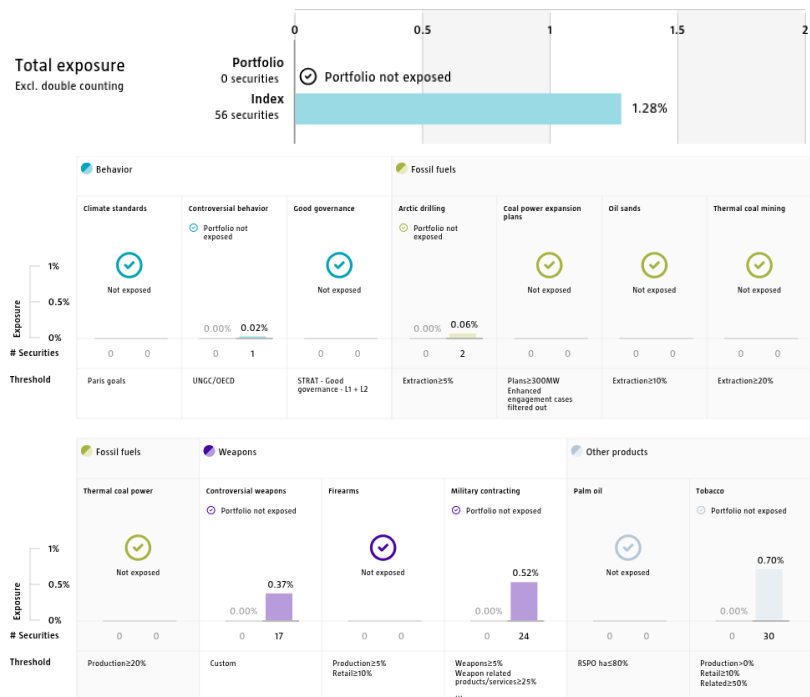 0 0.5 1 1.5 2
Total exposure
Excl. double counting
Portfolio
0 securities
Portfolio not exposed
Index
56 securities
1.28%
Behavior
Fossil fuels
Climate standards
Controversial behavior
Good governance
Arctic drilling
Coal power expansion
plans
Oil sands
Thermal coal mining
Portfolio not
exposed
Portfolio not
exposed
Not exposed
Not exposed
Not exposed
Not exposed
Not exposed
Exposure
1%
0.5%
0%
0.00% 0.02%
0.00% 0.06%
# Securities
0 0
0 1
0 0
0 2
0 0
0 0
0 0
Threshold
Paris goals
UNGC/OECD
STRAT - Good
governance - L1 + L2
Extraction≥5%
Plans≥300MW
Enhanced
engagement cases
filtered out
Extraction≥10%
Extraction≥20%
Fossil fuels
Weapons
Other products
Thermal coal power
Controversial weapons
Firearms
Military contracting
Palm oil
Tobacco
Portfolio not exposed
Portfolio not exposed
Portfolio not exposed
Not exposed
Not exposed
Not exposed
Exposure
1%
0.5%
0%
0.00% 0.37%
0.00% 0.52%
0.00% 0.70%
# Securities
0 0
0 17
0 0
0 24
0 0
0 30
Threshold
Production≥20%
Custom
Production≥5%
Retail≥10%
Weapons≥5%
Weapon related
products/services≥25%
RSPO ha≤80%
Production>0%
Retail≥10%
Related≥50%